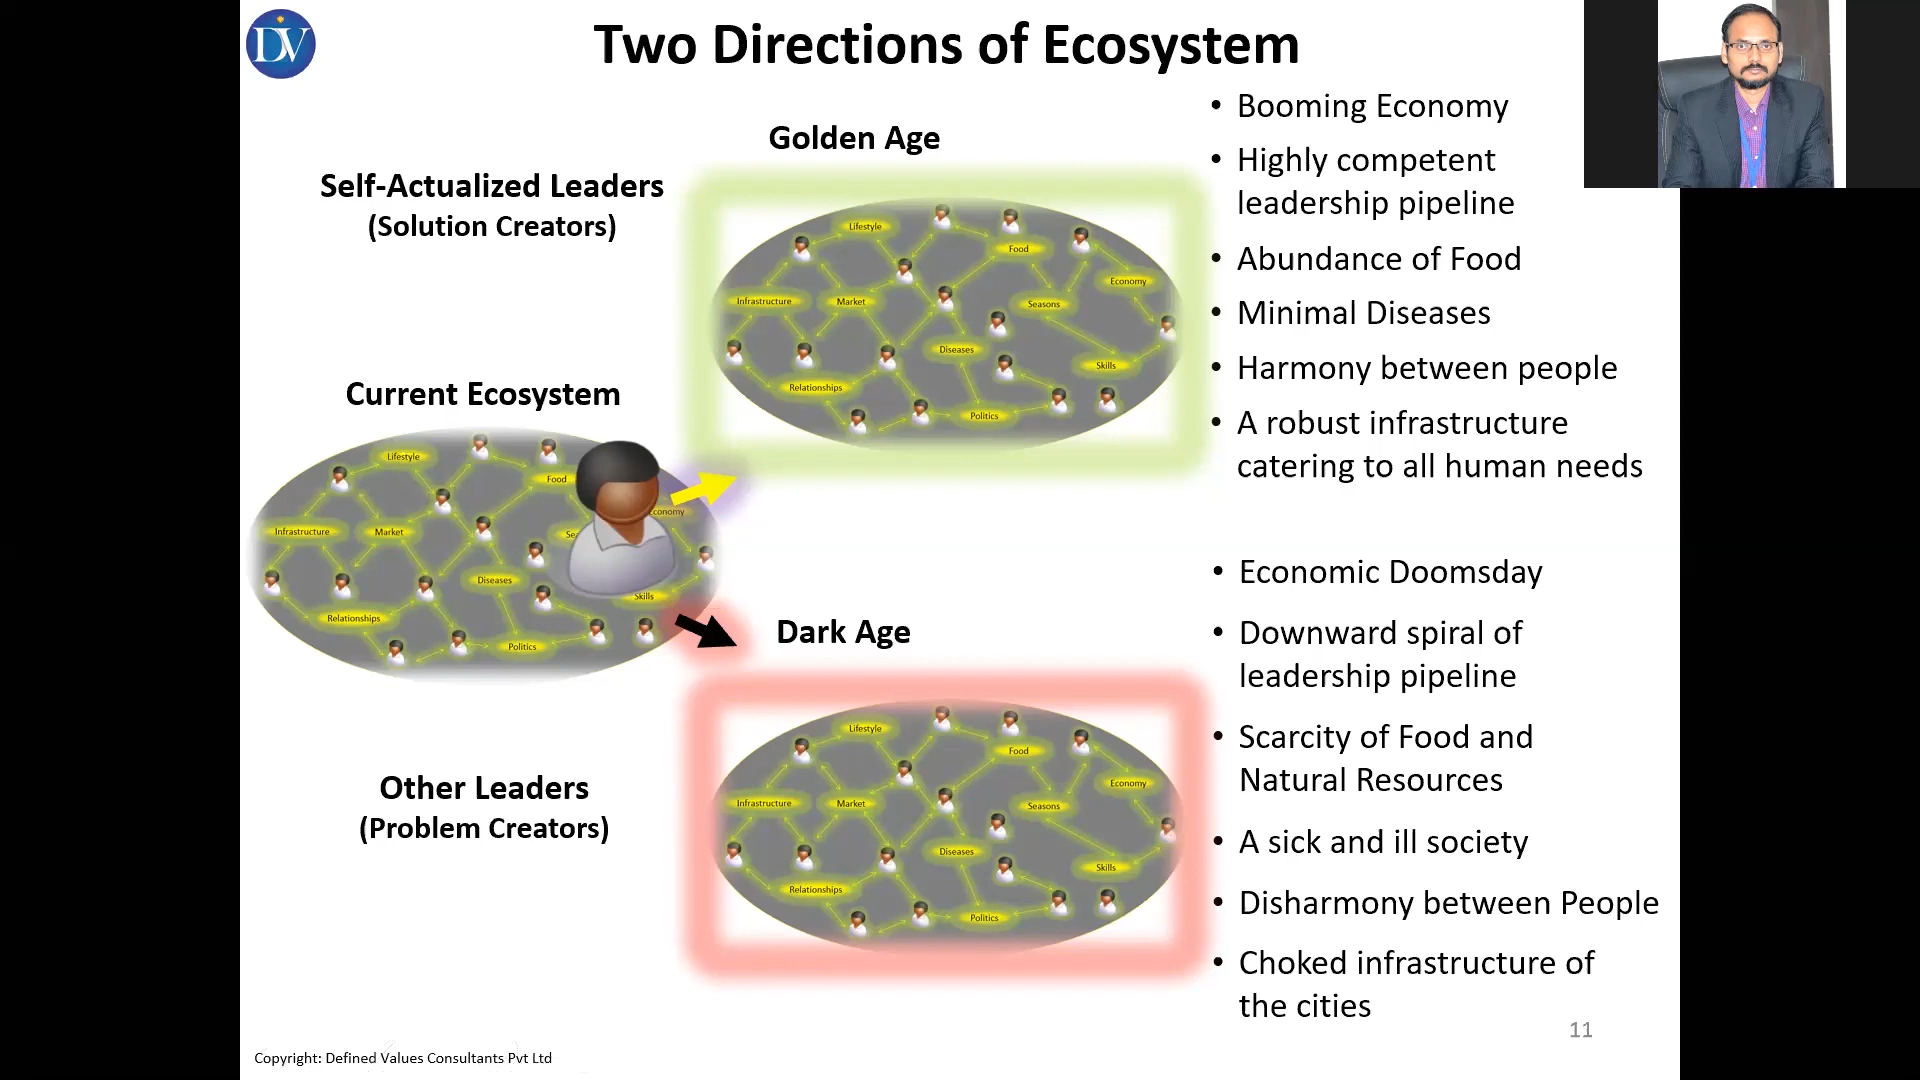 DV
Two Directions of Ecosystem
Golden Age
Self-Actualized Leaders
(Solution Creators)
Lifestyle
Food
Economy
Infrastructure
Market
Seasons
Diseases
Skills
Relationships
Politics
• Booming Economy
• Highly competent
leadership pipeline
• Abundance of Food
• Minimal Diseases
• Harmony between people
• A robust infrastructure
catering to all human needs
Current Ecosystem
Lifestyle
Food
conomy
Infrastructure
Market
Sea
Diseases
Skills
Relationships
Politics
Dark Age
Other Leaders
(Problem Creators)
Lifestyle
Food
Economy
Infrastructure
Market
Seasons
Diseases
Skills
Relationships
Politics
• Economic Doomsday
• Downward spiral of
leadership pipeline
• Scarcity of Food and
Natural Resources
• A sick and ill society
• Disharmony between People
• Choked infrastructure of
the cities
11
Copyright: Defined Values Consultants Pvt Ltd